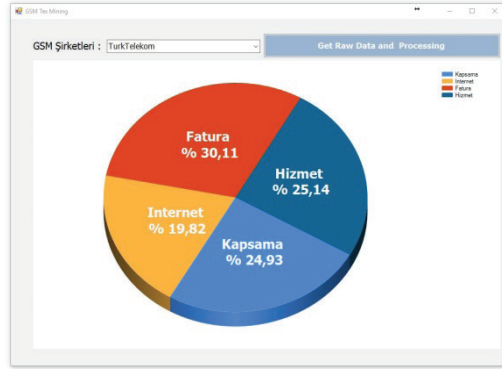 GSM Tez Mining
GSM Şirketleri : TurkTelekom
Get Raw Data and Processing
Kapsama
Internet
Fatura
Hizmet
Fatura
% 30,11
Hizmet
% 25,14
Internet
% 19,82
Kapsama
% 24,93